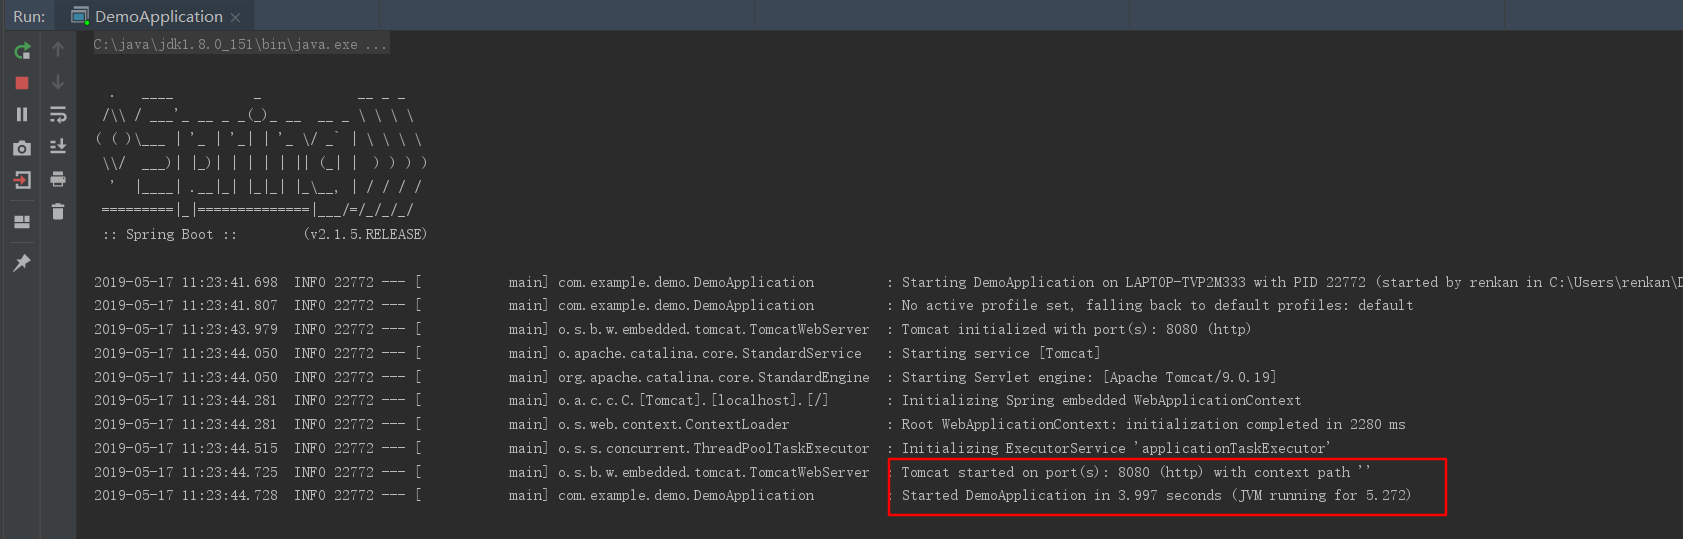 Run: DemoApplication ×
C:\java\jdk1.8.0_151\bin\java.exe ...
  .   ____          _            __ _ _
 /\\ / ___'_ __ _ _(_)_ __  __ _ \ \ \ \
( ( )\___ | '_ | '_| | '_ \/ _` | \ \ \ \
 \\/  ___)| |_)| | | | | || (_| |  ) ) ) )
  '  |____| .__|_| |_|_| |_\__, | / / / /
 =========|_|==============|___/=/_/_/_/
 :: Spring Boot ::        (v2.1.5.RELEASE)
2019-05-17 11:23:41.698  INFO 22772 --- [           main] com.example.demo.DemoApplication         : Starting DemoApplication on LAPTOP-TVP2M333 with PID 22772 (started by renkan in C:\Users\renkan\D
2019-05-17 11:23:41.807  INFO 22772 --- [           main] com.example.demo.DemoApplication         : No active profile set, falling back to default profiles: default
2019-05-17 11:23:43.979  INFO 22772 --- [           main] o.s.b.w.embedded.tomcat.TomcatWebServer  : Tomcat initialized with port(s): 8080 (http)
2019-05-17 11:23:44.050  INFO 22772 --- [           main] o.apache.catalina.core.StandardService   : Starting service [Tomcat]
2019-05-17 11:23:44.050  INFO 22772 --- [           main] org.apache.catalina.core.StandardEngine  : Starting Servlet engine: [Apache Tomcat/9.0.19]
2019-05-17 11:23:44.281  INFO 22772 --- [           main] o.a.c.c.C.[Tomcat].[localhost].[/]       : Initializing Spring embedded WebApplicationContext
2019-05-17 11:23:44.281  INFO 22772 --- [           main] o.s.web.context.ContextLoader            : Root WebApplicationContext: initialization completed in 2280 ms
2019-05-17 11:23:44.515  INFO 22772 --- [           main] o.s.s.concurrent.ThreadPoolTaskExecutor  : Initializing ExecutorService 'applicationTaskExecutor'
2019-05-17 11:23:44.725  INFO 22772 --- [           main] o.s.b.w.embedded.tomcat.TomcatWebServer  : Tomcat started on port(s): 8080 (http) with context path ''
2019-05-17 11:23:44.728  INFO 22772 --- [           main] com.example.demo.DemoApplication         : Started DemoApplication in 3.997 seconds (JVM running for 5.272)